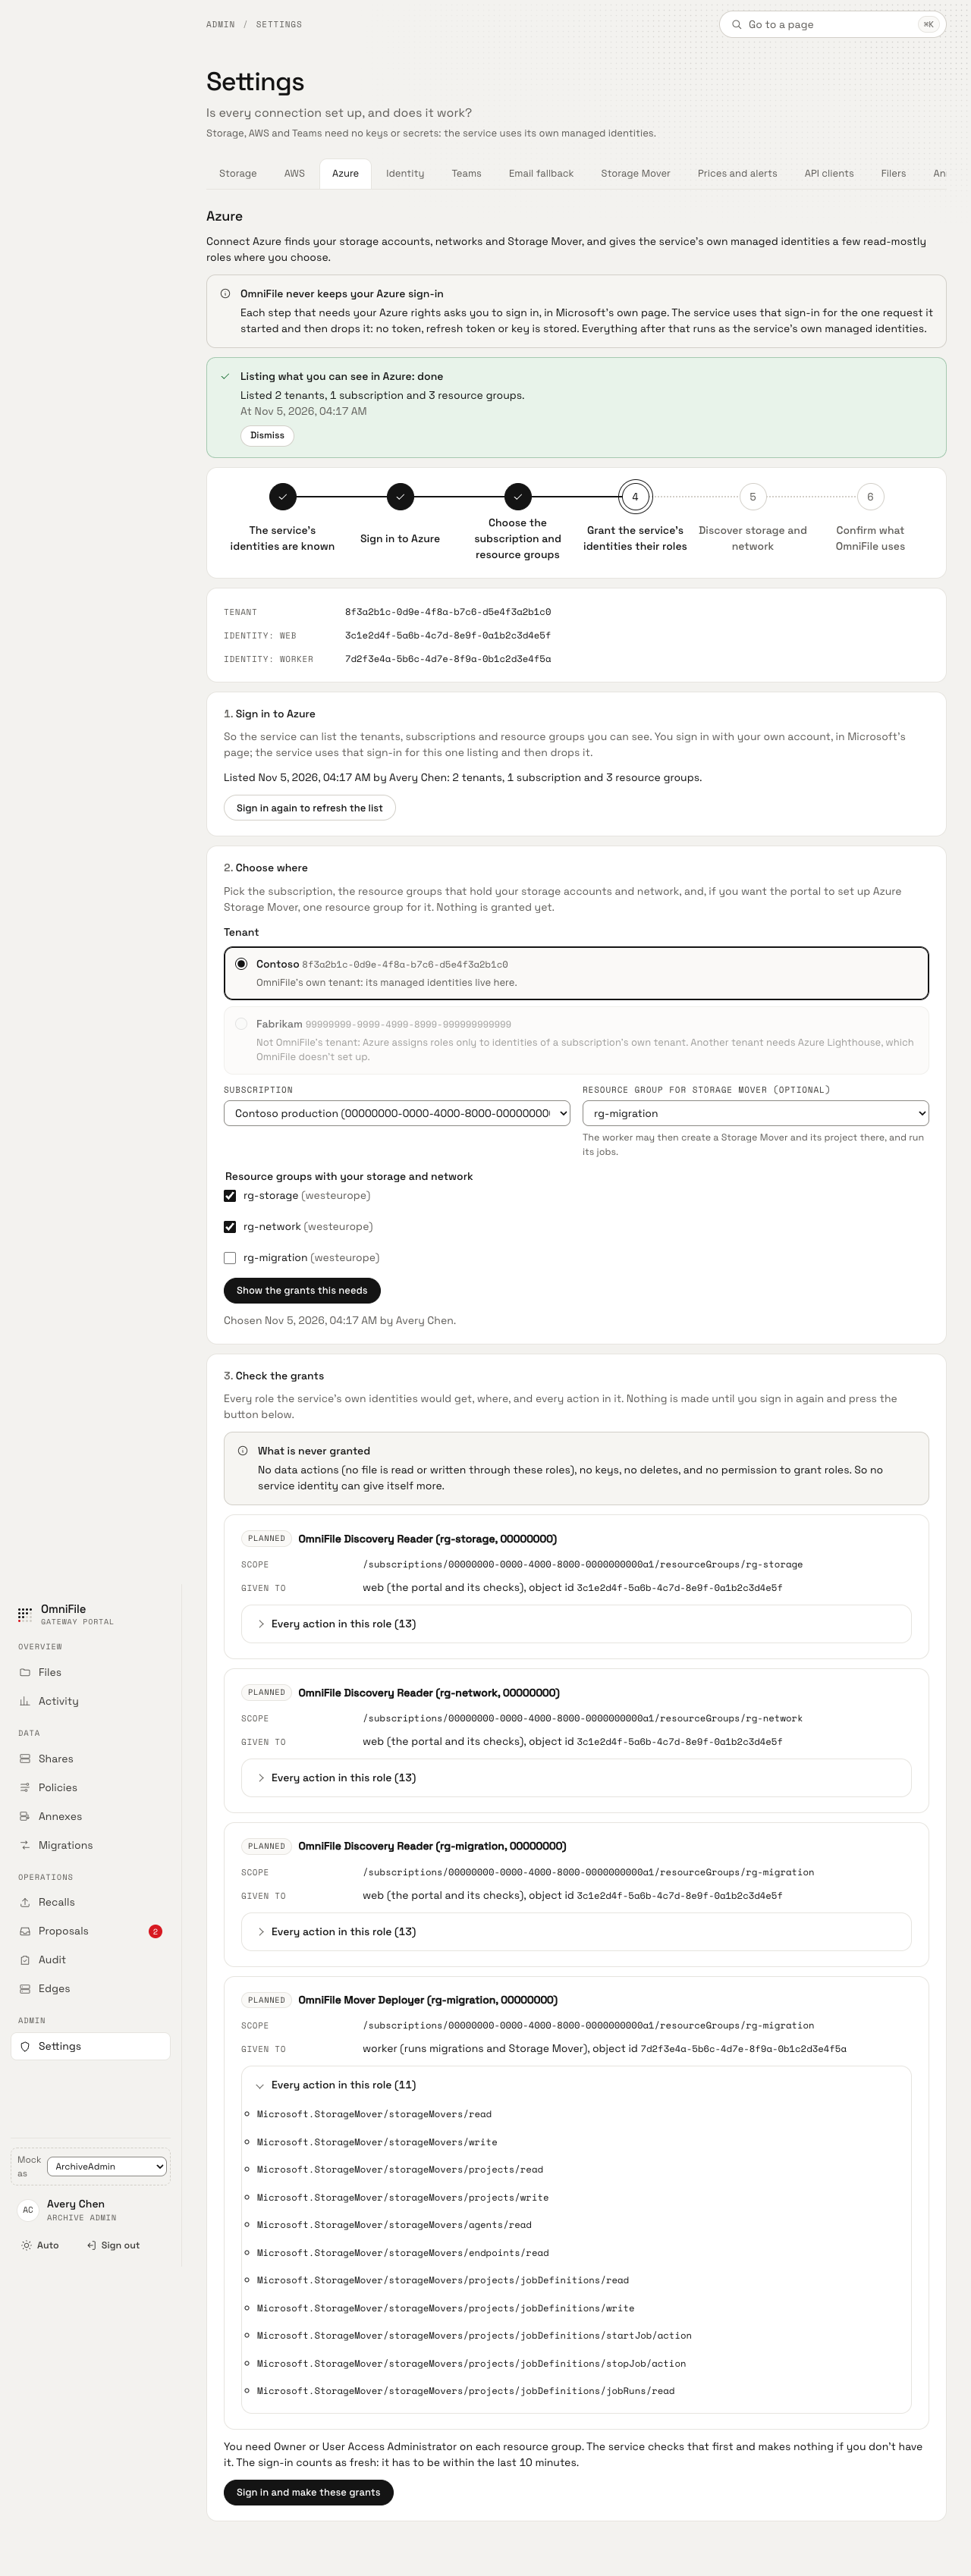 ADMIN / SETTINGS
Go to a page
⌘K
Settings
Is every connection set up, and does it work?
Storage, AWS and Teams need no keys or secrets: the service uses its own managed identities.
Storage AWS Azure Identity Teams Email fallback Storage Mover Prices and alerts API clients Filers
Azure
Connect Azure finds your storage accounts, networks and Storage Mover, and gives the service's own managed identities a few read-mostly
roles where you choose.
OmniFile never keeps your Azure sign-in
Each step that needs your Azure rights asks you to sign in, in Microsoft's own page. The service uses that sign-in for the one request it
started and then drops it: no token, refresh token or key is stored. Everything after that runs as the service's own managed identities.
Listing what you can see in Azure: done
Listed 2 tenants, 1 subscription and 3 resource groups.
At Nov 5, 2026, 04:17 AM
Dismiss
4 5 6
The service's
identities are known
Sign in to Azure
Choose the
subscription and
resource groups
Grant the service's
identities their roles
Discover storage and
network
Confirm what
OmniFile uses
TENANT 8f3a2b1c-0d9e-4f8a-b7c6-d5e4f3a2b1c0
IDENTITY: WEB 3c1e2d4f-5a6b-4c7d-8e9f-0a1b2c3d4e5f
IDENTITY: WORKER 7d2f3e4a-5b6c-4d7e-8f9a-0b1c2d3e4f5a
1. Sign in to Azure
So the service can list the tenants, subscriptions and resource groups you can see. You sign in with your own account, in Microsoft's
page; the service uses that sign-in for this one listing and then drops it.
Listed Nov 5, 2026, 04:17 AM by Avery Chen: 2 tenants, 1 subscription and 3 resource groups.
Sign in again to refresh the list
2. Choose where
Pick the subscription, the resource groups that hold your storage accounts and network, and, if you want the portal to set up Azure
Storage Mover, one resource group for it. Nothing is granted yet.
Tenant
Contoso 8f3a2b1c-0d9e-4f8a-b7c6-d5e4f3a2b1c0
OmniFile's own tenant: its managed identities live here.
Fabrikam 99999999-9999-4999-8999-999999999999
Not OmniFile's tenant: Azure assigns roles only to identities of a subscription's own tenant. Another tenant needs Azure Lighthouse, which
OmniFile doesn't set up.
SUBSCRIPTION
Contoso production (00000000-0000-4000-8000-0000000
RESOURCE GROUP FOR STORAGE MOVER (OPTIONAL)
rg-migration
The worker may then create a Storage Mover and its project there, and run
its jobs.
Resource groups with your storage and network
rg-storage (westeurope)
rg-network (westeurope)
rg-migration (westeurope)
Show the grants this needs
Chosen Nov 5, 2026, 04:17 AM by Avery Chen.
3. Check the grants
Every role the service's own identities would get, where, and every action in it. Nothing is made until you sign in again and press the
button below.
What is never granted
No data actions (no file is read or written through these roles), no keys, no deletes, and no permission to grant roles. So no
service identity can give itself more.
PLANNED OmniFile Discovery Reader (rg-storage, 00000000)
SCOPE /subscriptions/00000000-0000-4000-8000-0000000000a1/resourceGroups/rg-storage
GIVEN TO web (the portal and its checks), object id 3c1e2d4f-5a6b-4c7d-8e9f-0a1b2c3d4e5f
Every action in this role (13)
PLANNED OmniFile Discovery Reader (rg-network, 00000000)
SCOPE /subscriptions/00000000-0000-4000-8000-0000000000a1/resourceGroups/rg-network
GIVEN TO web (the portal and its checks), object id 3c1e2d4f-5a6b-4c7d-8e9f-0a1b2c3d4e5f
Every action in this role (13)
PLANNED OmniFile Discovery Reader (rg-migration, 00000000)
SCOPE /subscriptions/00000000-0000-4000-8000-0000000000a1/resourceGroups/rg-migration
GIVEN TO web (the portal and its checks), object id 3c1e2d4f-5a6b-4c7d-8e9f-0a1b2c3d4e5f
Every action in this role (13)
PLANNED OmniFile Mover Deployer (rg-migration, 00000000)
SCOPE /subscriptions/00000000-0000-4000-8000-0000000000a1/resourceGroups/rg-migration
GIVEN TO worker (runs migrations and Storage Mover), object id 7d2f3e4a-5b6c-4d7e-8f9a-0b1c2d3e4f5a
Every action in this role (11)
Microsoft.StorageMover/storageMovers/read
Microsoft.StorageMover/storageMovers/write
Microsoft.StorageMover/storageMovers/projects/read
Microsoft.StorageMover/storageMovers/projects/write
Microsoft.StorageMover/storageMovers/agents/read
Microsoft.StorageMover/storageMovers/endpoints/read
Microsoft.StorageMover/storageMovers/projects/jobDefinitions/read
Microsoft.StorageMover/storageMovers/projects/jobDefinitions/write
Microsoft.StorageMover/storageMovers/projects/jobDefinitions/startJob/action
Microsoft.StorageMover/storageMovers/projects/jobDefinitions/stopJob/action
Microsoft.StorageMover/storageMovers/projects/jobDefinitions/jobRuns/read
You need Owner or User Access Administrator on each resource group. The service checks that first and makes nothing if you don't have
it. The sign-in counts as fresh: it has to be within the last 10 minutes.
Sign in and make these grants
OmniFile
GATEWAY PORTAL
OVERVIEW
Files
Activity
DATA
Shares
Policies
Annexes
Migrations
OPERATIONS
Recalls
Proposals 2
Audit
Edges
ADMIN
Settings
Mock
as
ArchiveAdmin
AC
Avery Chen
ARCHIVE ADMIN
Auto Sign out